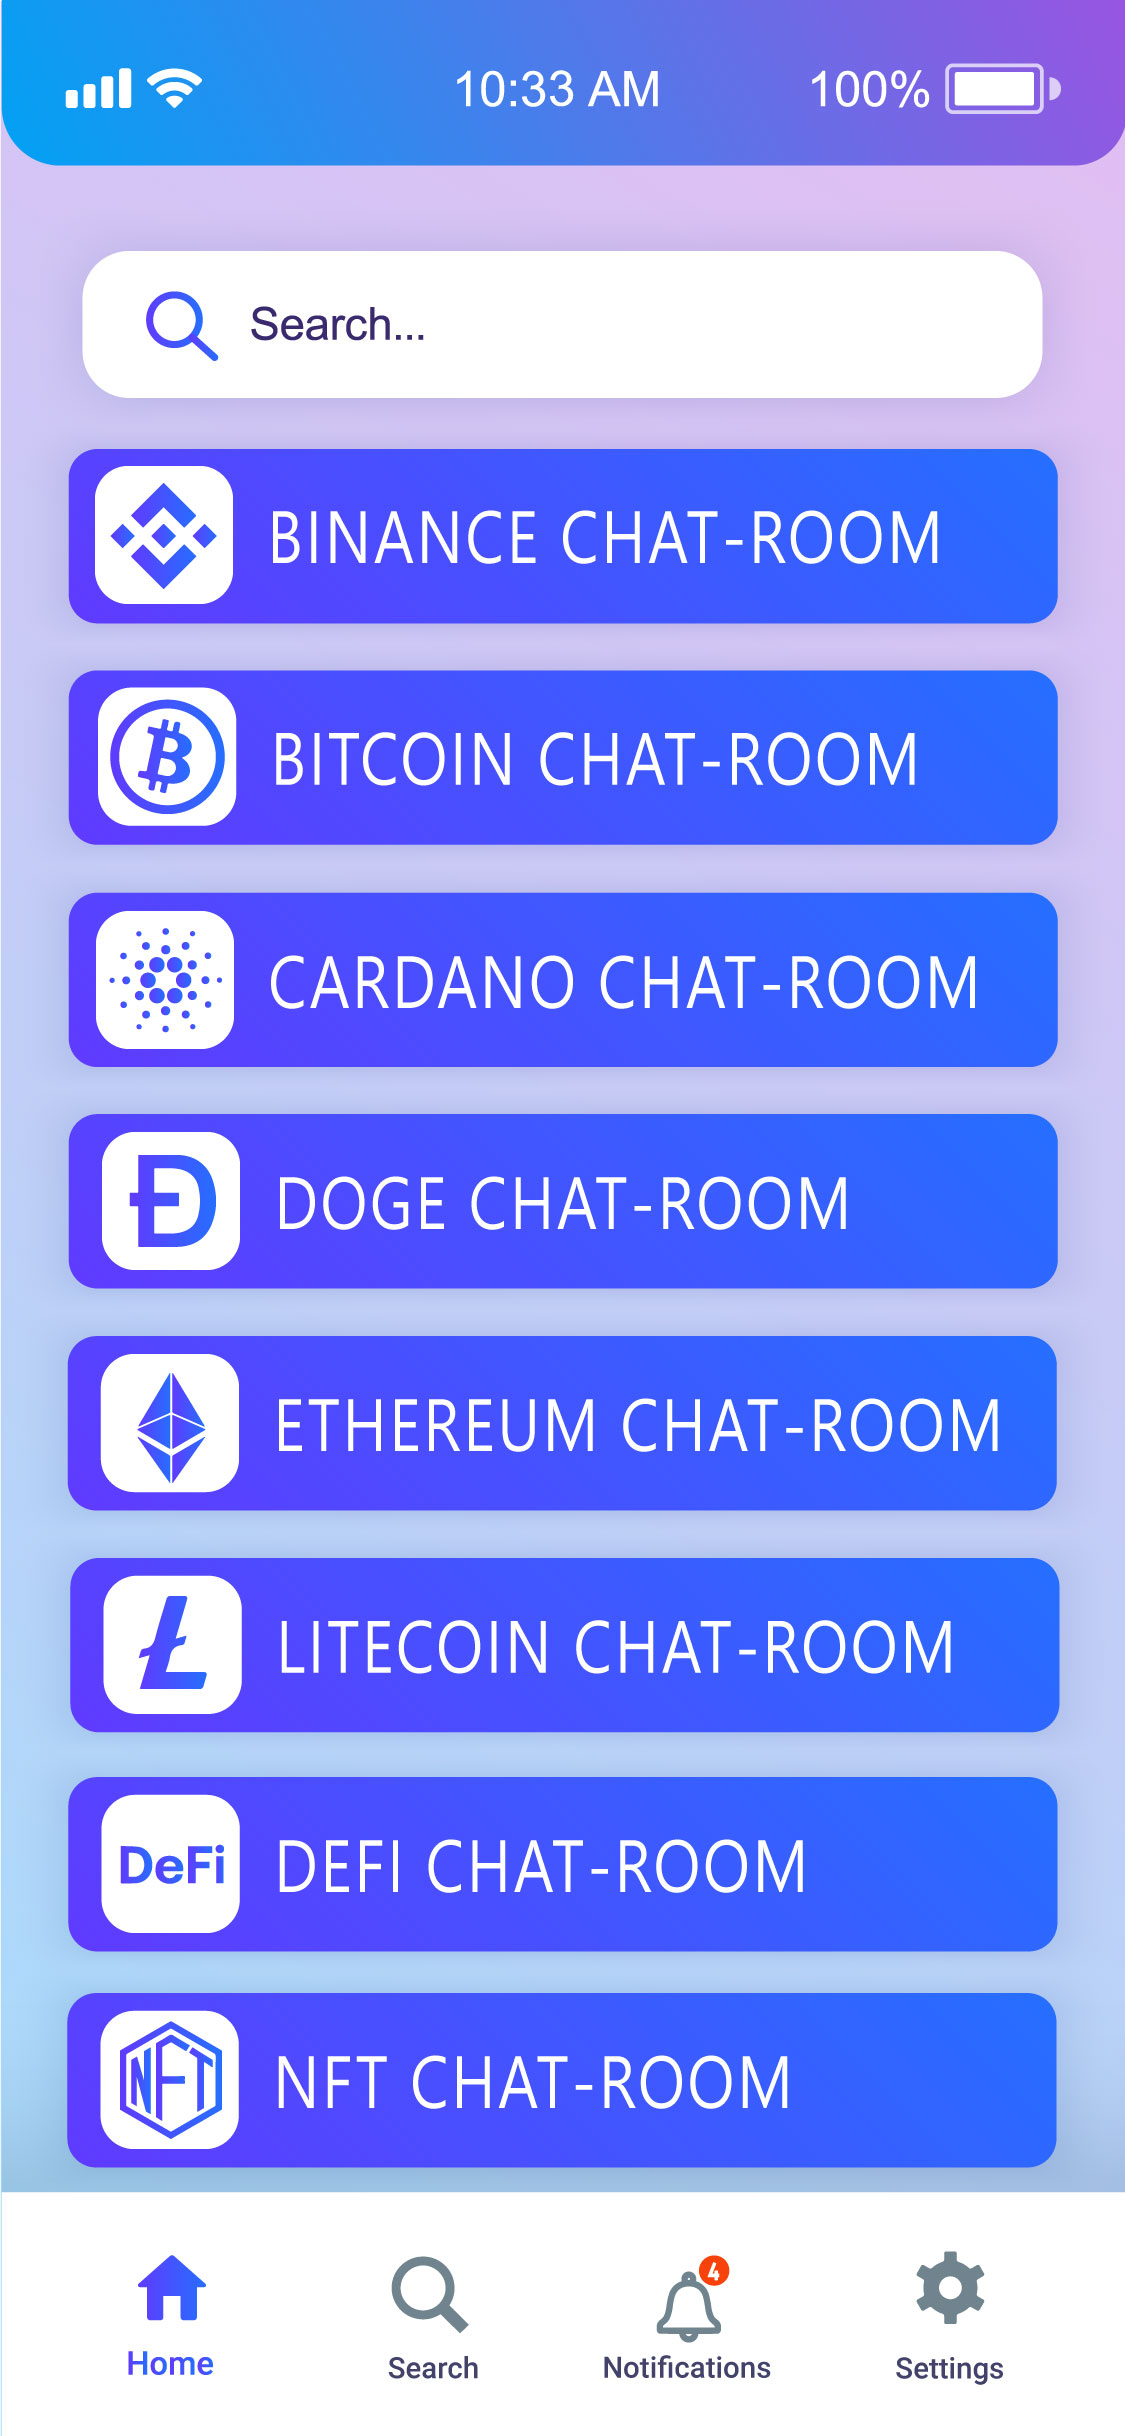 10:33 AM 100%
Search...
BINANCE CHAT-ROOM
BITCOIN CHAT-ROOM
CARDANO CHAT-ROOM
DOGE CHAT-ROOM
ETHEREUM CHAT-ROOM
LITECOIN CHAT-ROOM
DeFi DEFI CHAT-ROOM
NFT NFT CHAT-ROOM
4
Home Search Notifications Settings